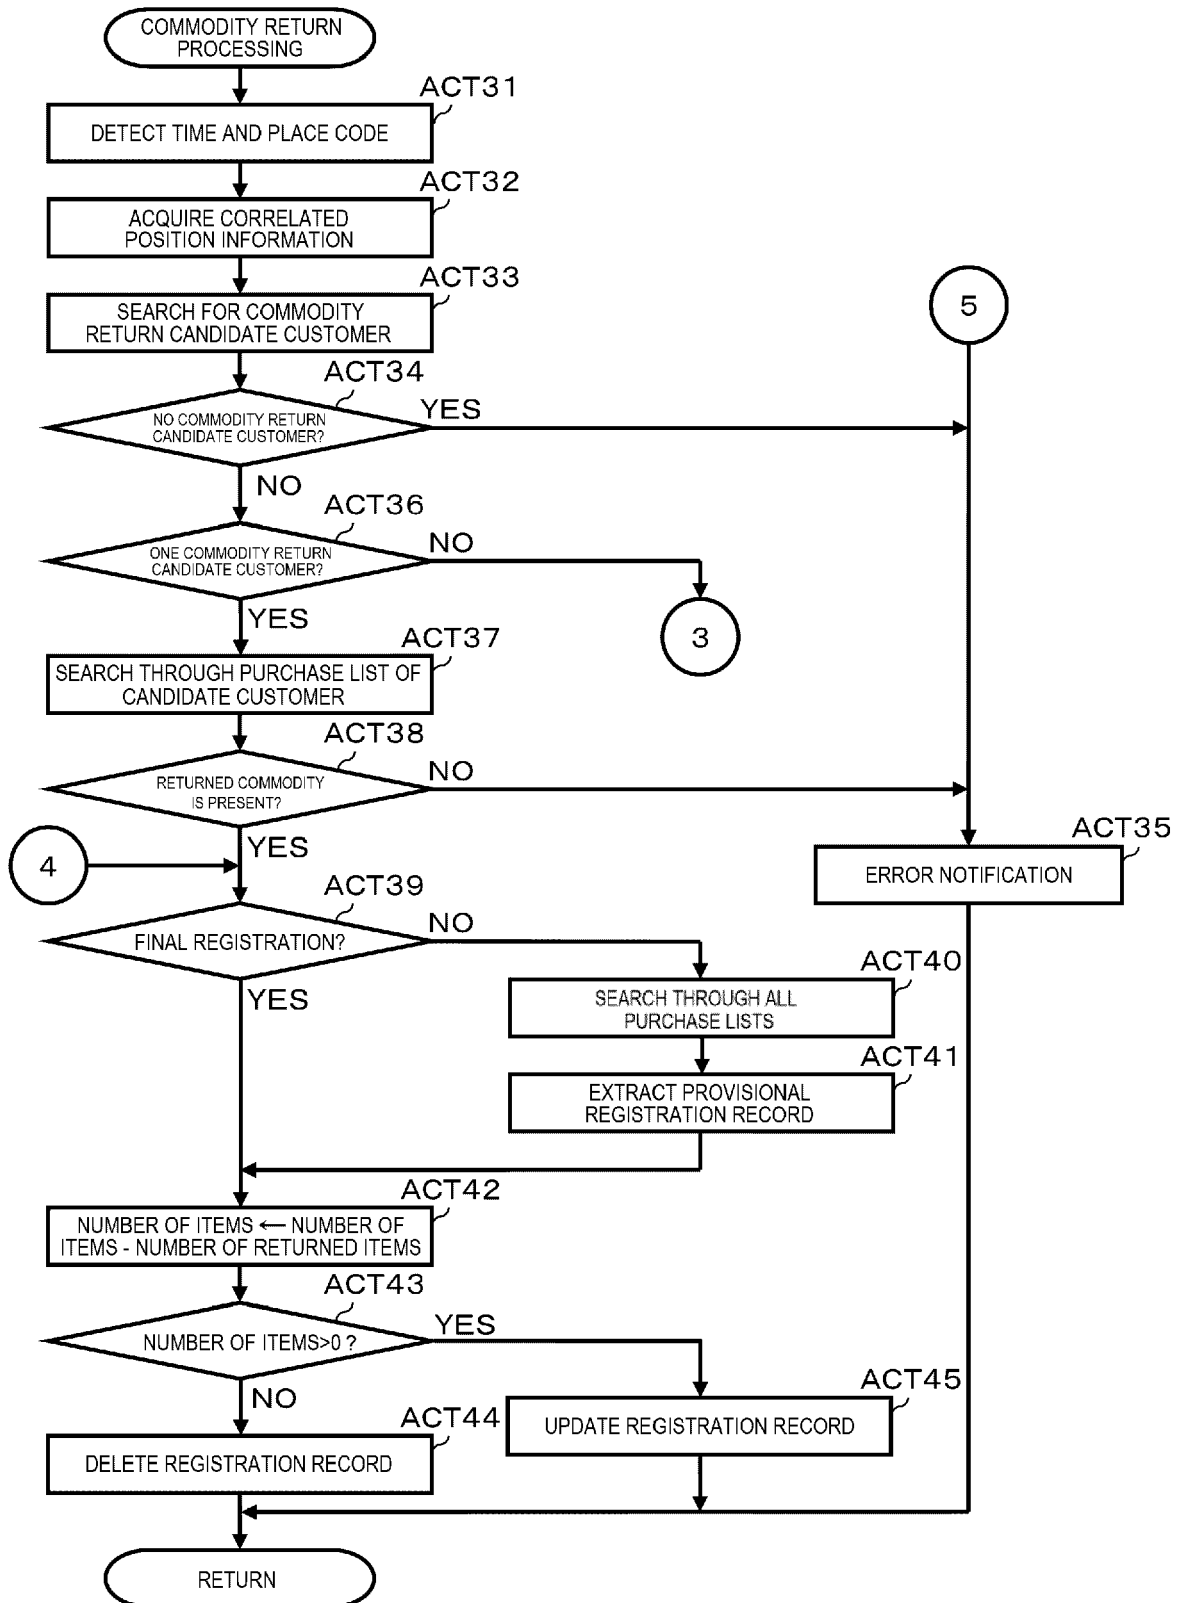 COMMODITY RETURN
PROCESSING
ACT31
DETECT TIME AND PLACE CODE
ACT32
ACQUIRE CORRELATED
POSITION INFORMATION
ACT33
SEARCH FOR COMMODITY
RETURN CANDIDATE CUSTOMER
5
ACT34
NO COMMODITY RETURN
CANDIDATE CUSTOMER?
YES
NO
ACT36
ONE COMMODITY RETURN
CANDIDATE CUSTOMER?
NO
YES
3
ACT37
SEARCH THROUGH PURCHASE LIST OF
CANDIDATE CUSTOMER
ACT38
RETURNED COMMODITY
IS PRESENT?
NO
YES
4
ACT35
ERROR NOTIFICATION
ACT39
FINAL REGISTRATION?
NO
YES
ACT40
SEARCH THROUGH ALL
PURCHASE LISTS
ACT41
EXTRACT PROVISIONAL
REGISTRATION RECORD
ACT42
NUMBER OF ITEMS ← NUMBER OF
ITEMS - NUMBER OF RETURNED ITEMS
ACT43
NUMBER OF ITEMS>0 ?
YES
NO
ACT45
UPDATE REGISTRATION RECORD
ACT44
DELETE REGISTRATION RECORD
RETURN